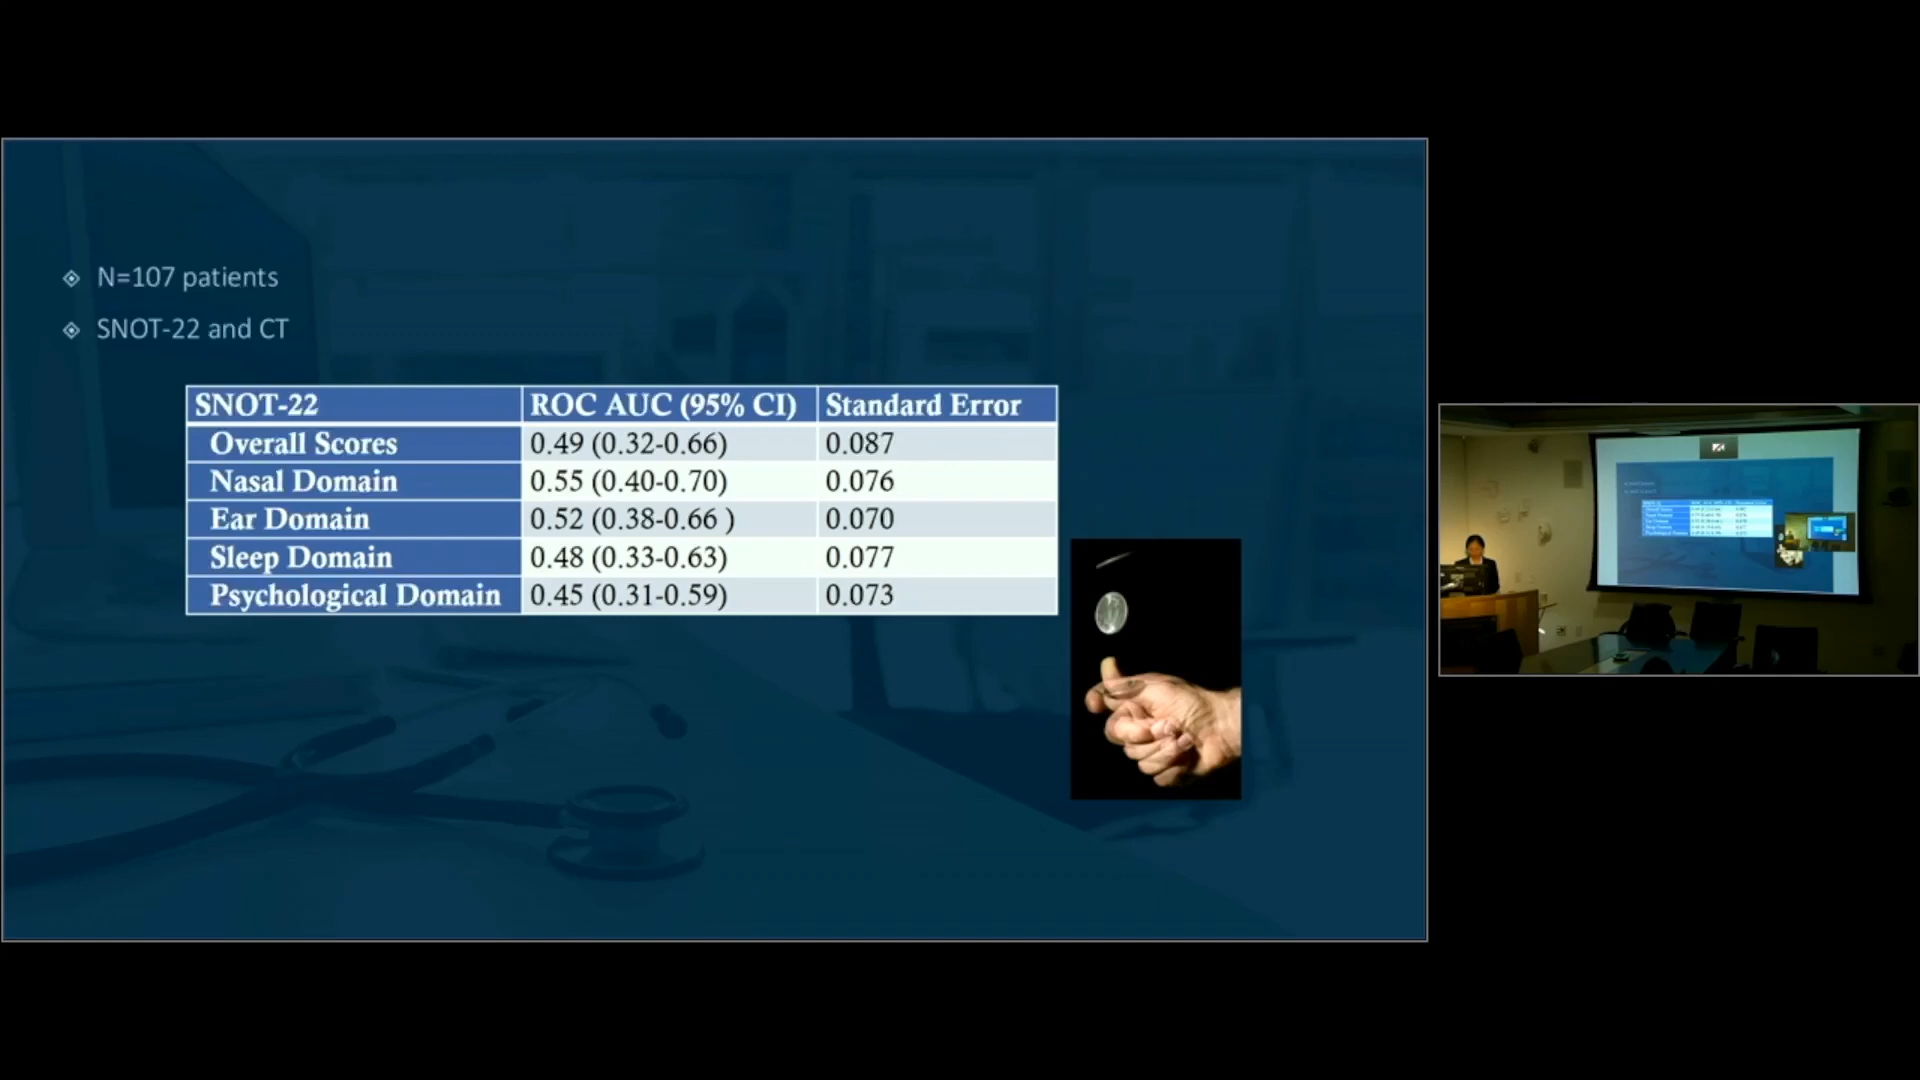 N=107 patients
SNOT-22 and CT
SNOT-22 ROC AUC (95% CI) Standard Error
Overall Scores 0.49 (0.32-0.66) 0.087
Nasal Domain 0.55 (0.40-0.70) 0.076
Ear Domain 0.52 (0.38-0.66 ) 0.070
Sleep Domain 0.48 (0.33-0.63) 0.077
Psychological Domain 0.45 (0.31-0.59) 0.073